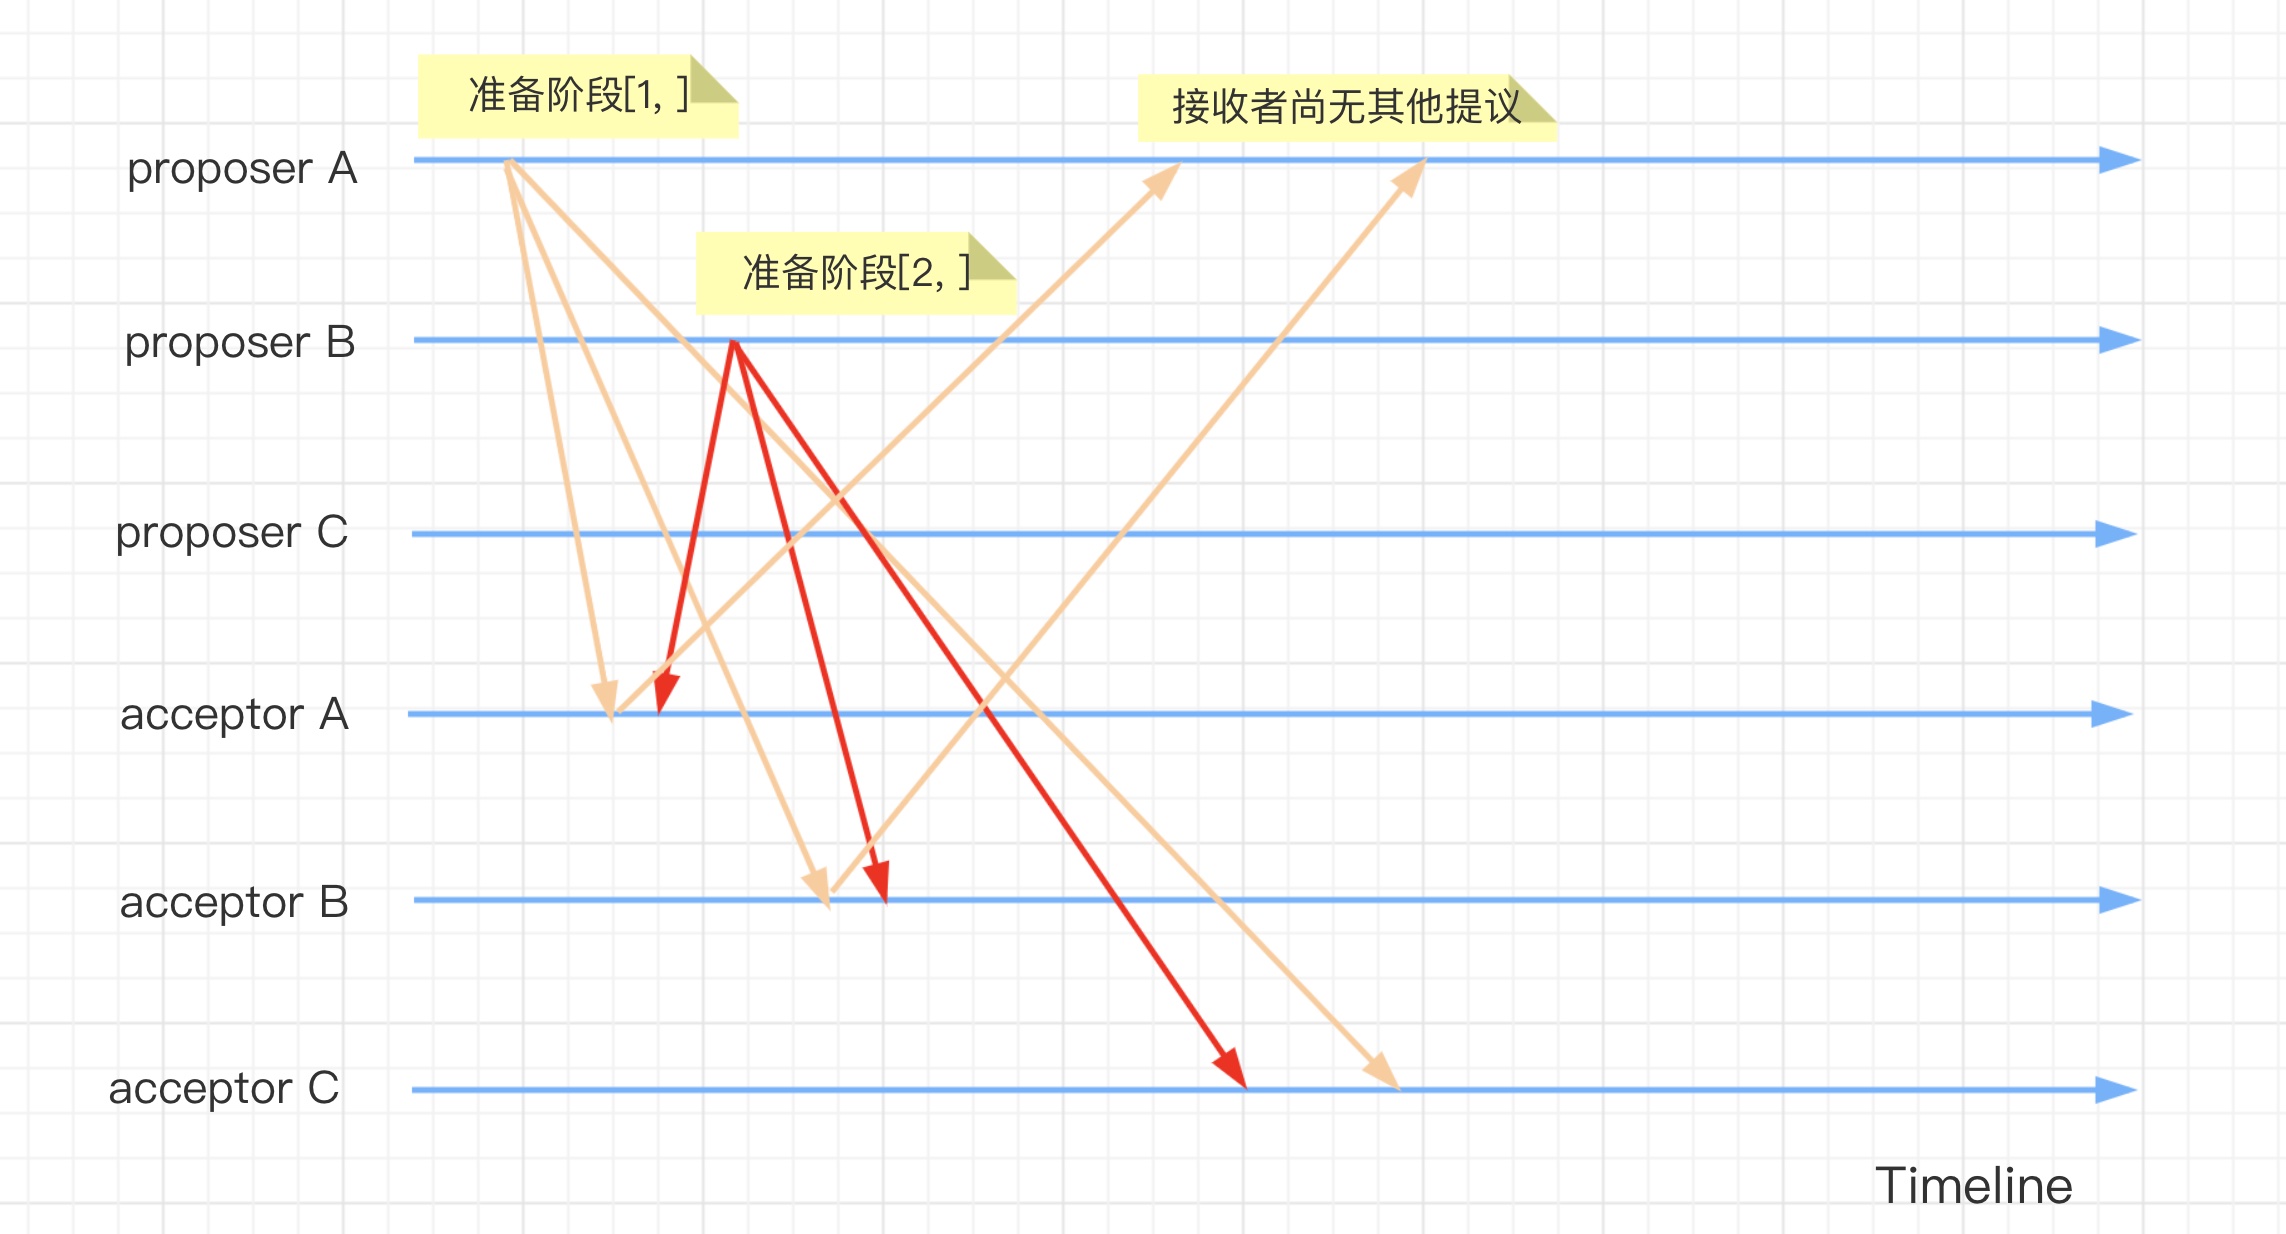 准备阶段[1, ]
接收者尚无其他提议
proposer A
准备阶段[2, ]
proposer B
proposer C
acceptor A
acceptor B
acceptor C
Timeline